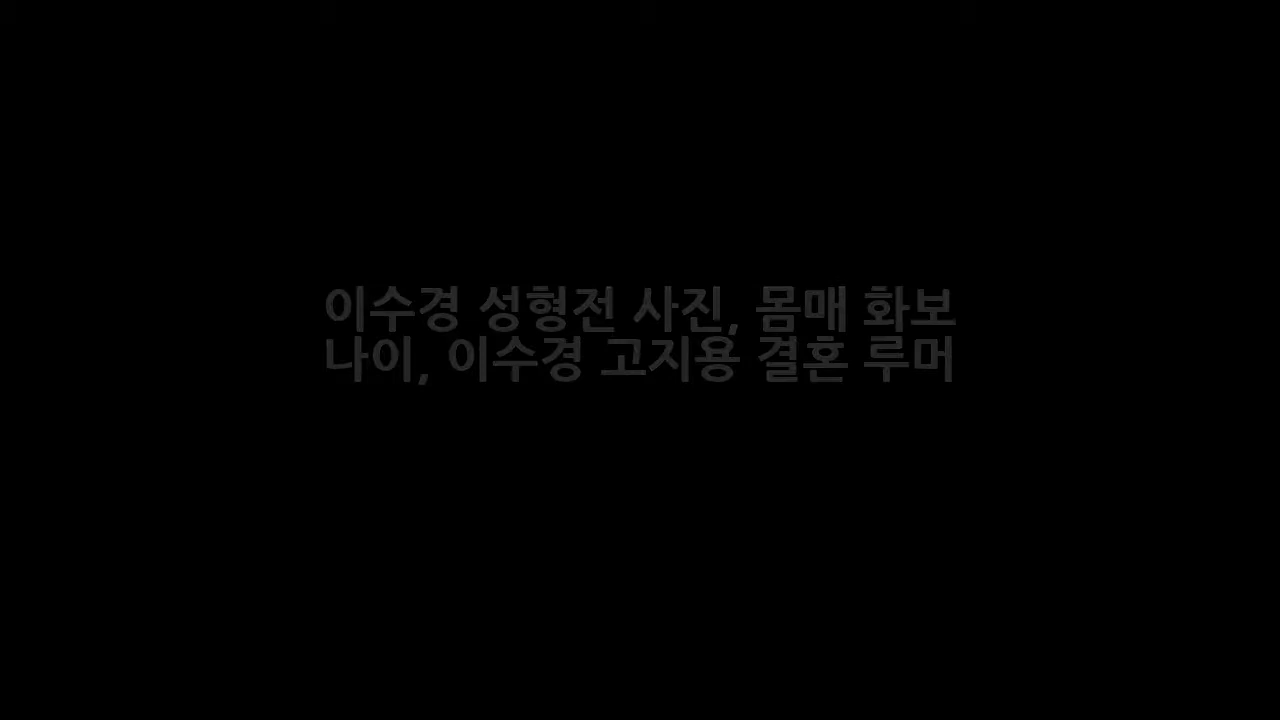 이수경 성형전 사진, 몸매 화보
나이, 이수경 고지용 결혼 루머